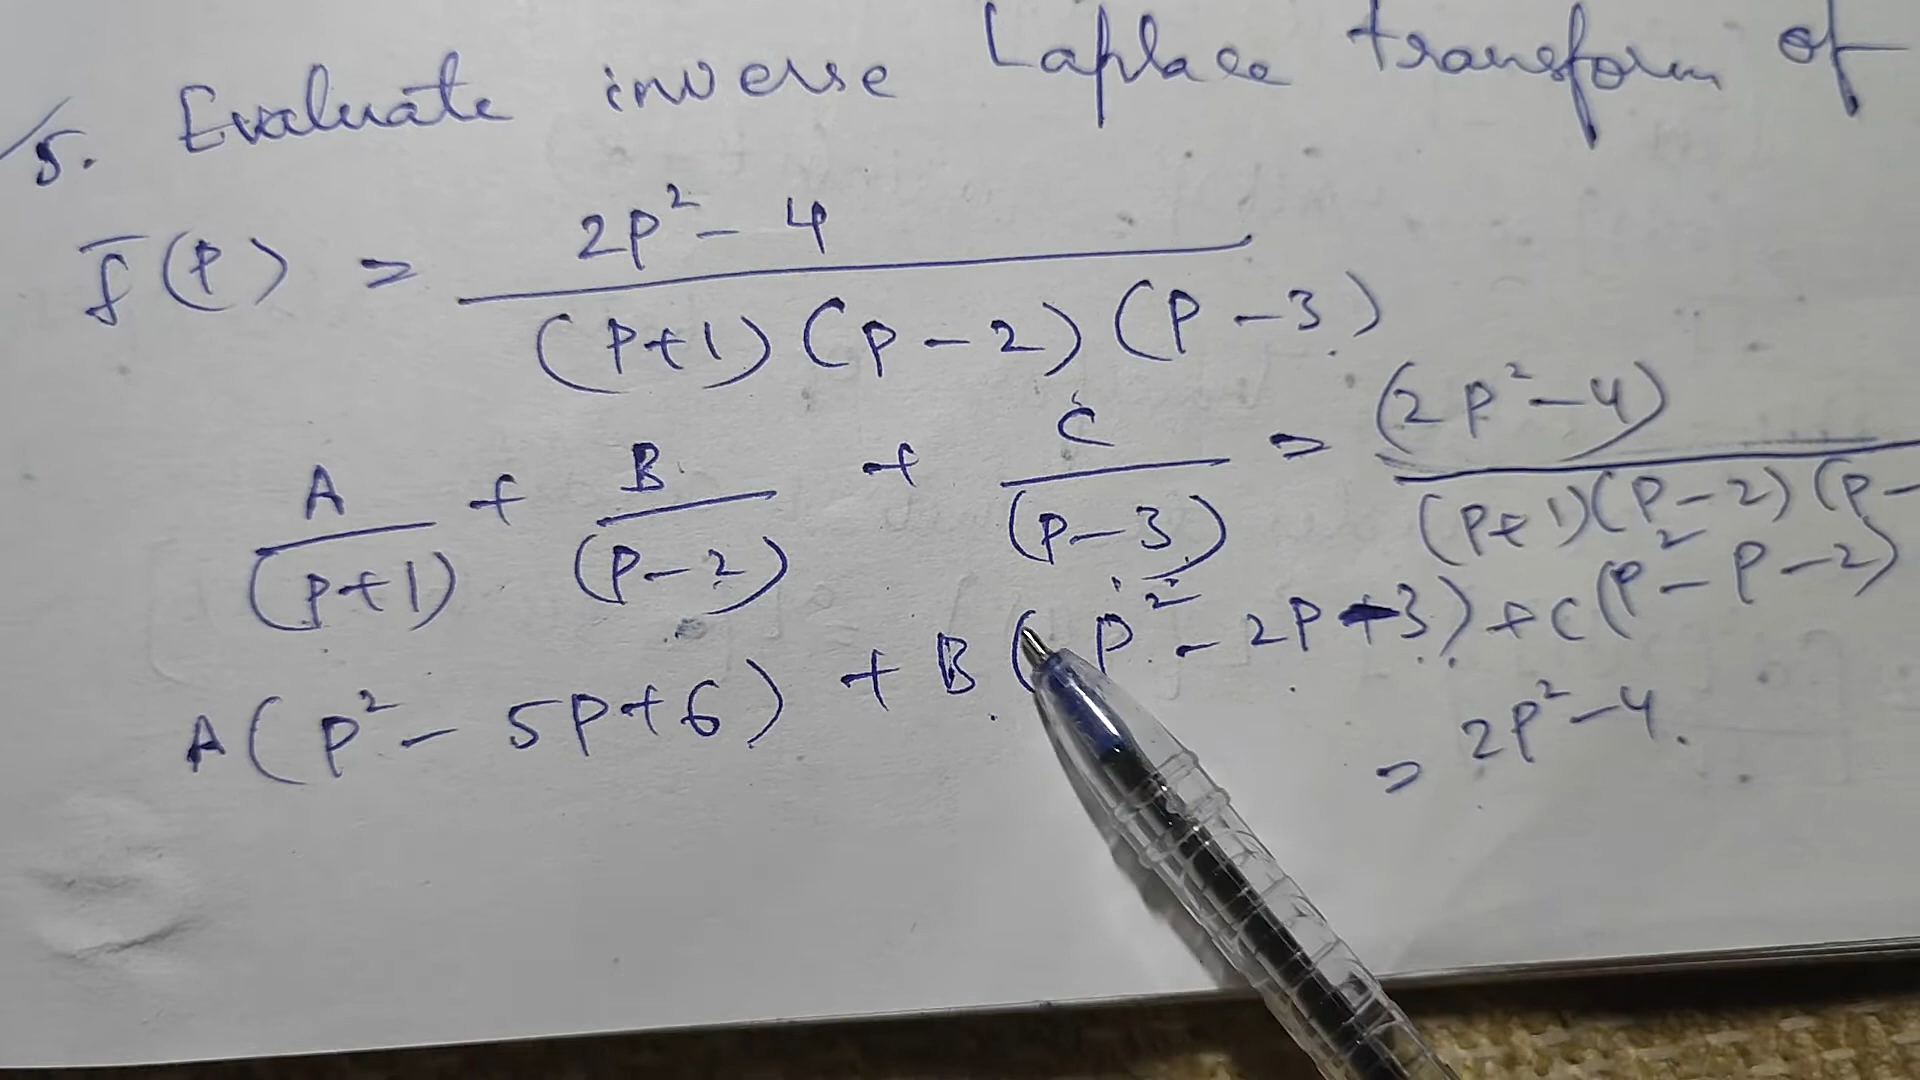 5. Evaluate inverse Laplace transform of
f̄(p) = (2p² - 4) / ((p+1)(p-2)(p-3))
A/(p+1) + B/(p-2) + C/(p-3) = (2p²-4) / ((p+1)(p-2)(p-
A(p² - 5p+6) + B(p² - 2p-3) + C(p² - p - 2)
= 2p² - 4.